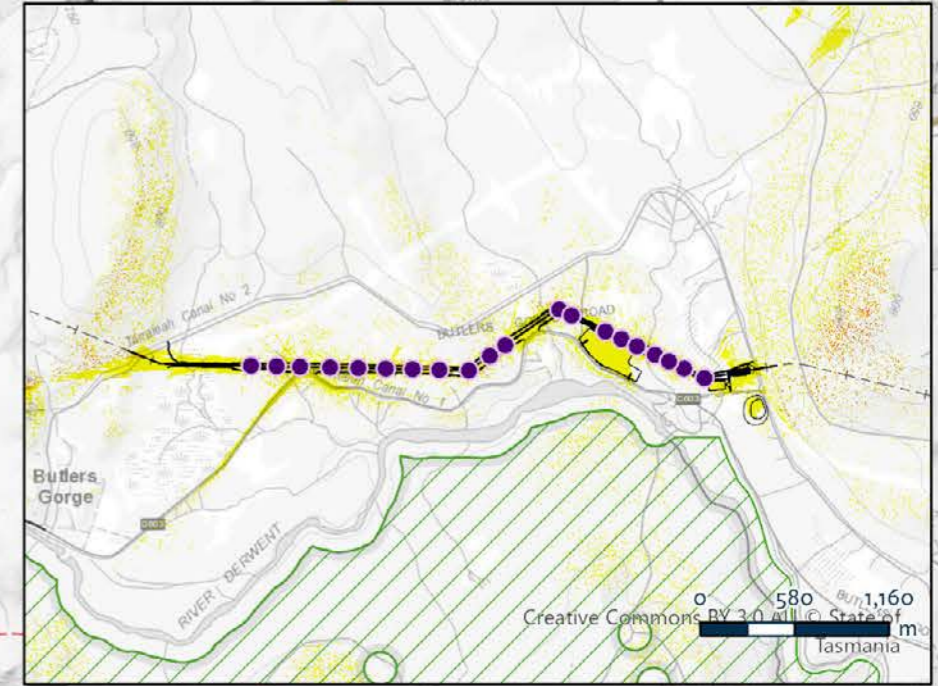 Tarraleah Canal No 2
BUTLERS
ROAD
Canal No 1
C603
Butlers
Gorge
C603
RIVER DERWENT
0 580 1,160
m
Creative Commons BY 3.0 AU © State of
Tasmania